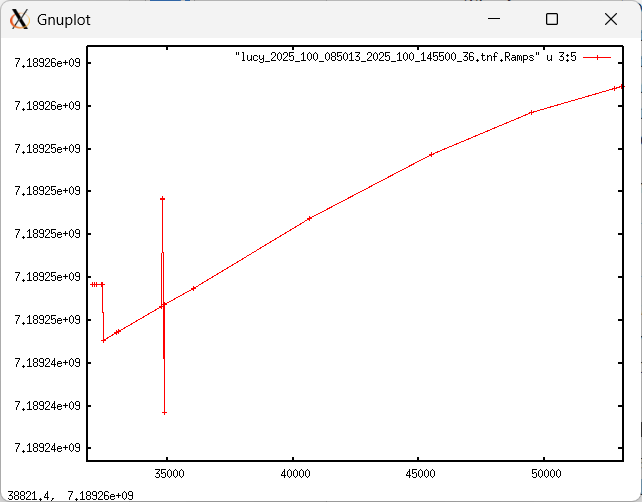 Gnuplot
"lucy_2025_100_085013_2025_100_145500_36.tnf.Ramps" u 3:5
7.18926e+09
7.18926e+09
7.18925e+09
7.18925e+09
7.18925e+09
7.18925e+09
7.18925e+09
7.18924e+09
7.18924e+09
7.18924e+09
35000 40000 45000 50000
38821.4, 7.18926e+09